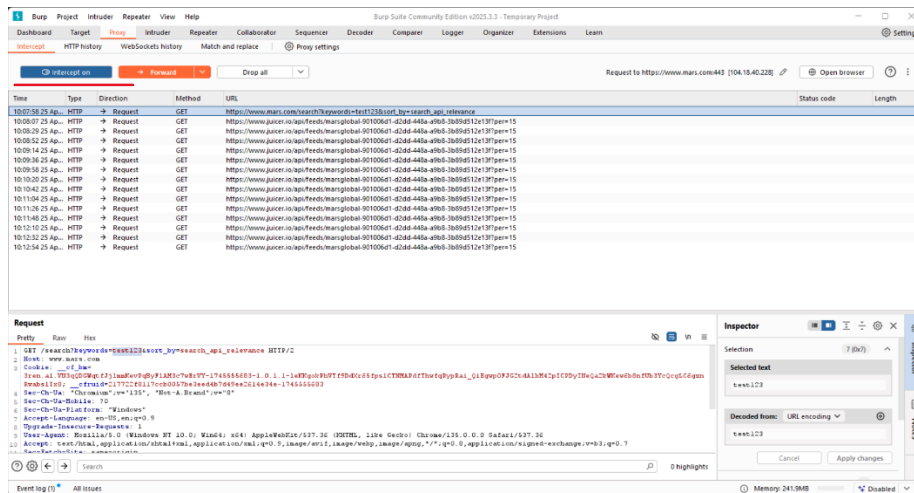 Burp Project Intruder Repeater View Help Burp Suite Community Edition v2025.3.3 - Temporary Project
Dashboard Target Proxy Intruder Repeater Collaborator Sequencer Decoder Comparer Logger Organizer Extensions Learn Setting
Intercept HTTP history WebSockets history Match and replace Proxy settings
Intercept on Forward Drop all Request to https://www.mars.com:443 [104.18.40.228] Open browser
Time Type Direction Method URL Status code Length
10:07:58 25 Ap... HTTP → Request GET https://www.mars.com/search?keywords=test123&sort_by=search_api_relevance
10:08:07 25 Ap... HTTP → Request GET https://www.juicer.io/api/feeds/marsglobal-901006d1-d2dd-448a-a9b8-3b89d512e13f?per=15
10:08:29 25 Ap... HTTP → Request GET https://www.juicer.io/api/feeds/marsglobal-901006d1-d2dd-448a-a9b8-3b89d512e13f?per=15
10:08:52 25 Ap... HTTP → Request GET https://www.juicer.io/api/feeds/marsglobal-901006d1-d2dd-448a-a9b8-3b89d512e13f?per=15
10:09:14 25 Ap... HTTP → Request GET https://www.juicer.io/api/feeds/marsglobal-901006d1-d2dd-448a-a9b8-3b89d512e13f?per=15
10:09:36 25 Ap... HTTP → Request GET https://www.juicer.io/api/feeds/marsglobal-901006d1-d2dd-448a-a9b8-3b89d512e13f?per=15
10:09:58 25 Ap... HTTP → Request GET https://www.juicer.io/api/feeds/marsglobal-901006d1-d2dd-448a-a9b8-3b89d512e13f?per=15
10:10:20 25 Ap... HTTP → Request GET https://www.juicer.io/api/feeds/marsglobal-901006d1-d2dd-448a-a9b8-3b89d512e13f?per=15
10:10:42 25 Ap... HTTP → Request GET https://www.juicer.io/api/feeds/marsglobal-901006d1-d2dd-448a-a9b8-3b89d512e13f?per=15
10:11:04 25 Ap... HTTP → Request GET https://www.juicer.io/api/feeds/marsglobal-901006d1-d2dd-448a-a9b8-3b89d512e13f?per=15
10:11:26 25 Ap... HTTP → Request GET https://www.juicer.io/api/feeds/marsglobal-901006d1-d2dd-448a-a9b8-3b89d512e13f?per=15
10:11:48 25 Ap... HTTP → Request GET https://www.juicer.io/api/feeds/marsglobal-901006d1-d2dd-448a-a9b8-3b89d512e13f?per=15
10:12:10 25 Ap... HTTP → Request GET https://www.juicer.io/api/feeds/marsglobal-901006d1-d2dd-448a-a9b8-3b89d512e13f?per=15
10:12:32 25 Ap... HTTP → Request GET https://www.juicer.io/api/feeds/marsglobal-901006d1-d2dd-448a-a9b8-3b89d512e13f?per=15
10:12:54 25 Ap... HTTP → Request GET https://www.juicer.io/api/feeds/marsglobal-901006d1-d2dd-448a-a9b8-3b89d512e13f?per=15
Request
Pretty Raw Hex
1 GET /search?keywords=test123&sort_by=search_api_relevance HTTP/2
2 Host: www.mars.com
3 Cookie: __cf_bm=
4 Sec-Ch-Ua: "Chromium";v="135", "Not-A.Brand";v="8"
5 Sec-Ch-Ua-Mobile: ?0
6 Sec-Ch-Ua-Platform: "Windows"
7 Accept-Language: en-US,en;q=0.9
8 Upgrade-Insecure-Requests: 1
9 User-Agent: Mozilla/5.0 (Windows NT 10.0; Win64; x64) AppleWebKit/537.36 (KHTML, like Gecko) Chrome/135.0.0.0 Safari/537.36
10 Accept: text/html,application/xhtml+xml,application/xml;q=0.9,image/avif,image/webp,image/apng,*/*;q=0.8,application/signed-exchange;v=b3;q=0.7
Search 0 highlights
Inspector
Selection 7 (0x7)
Selected text
test123
Decoded from: URL encoding
test123
Cancel Apply changes
Event log (1) All issues Memory: 241.9MB Disabled